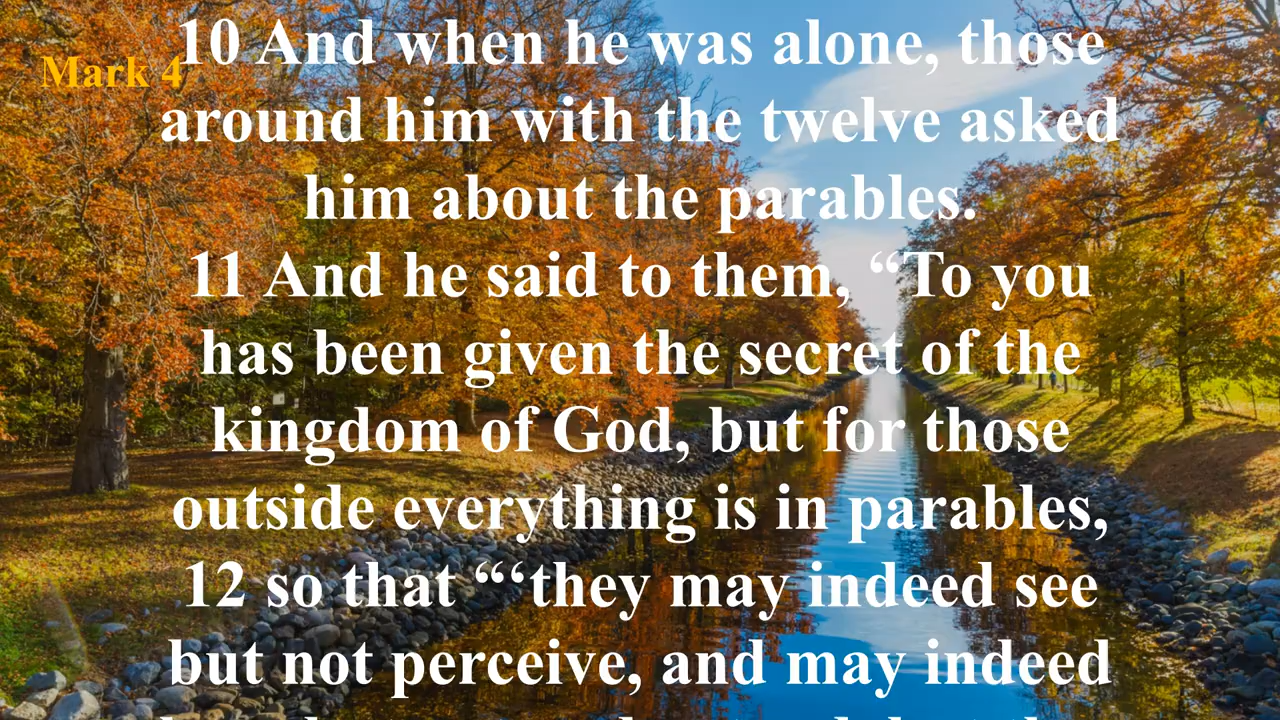 Mark 4
10 And when he was alone, those
around him with the twelve asked
him about the parables.
11 And he said to them, “To you
has been given the secret of the
kingdom of God, but for those
outside everything is in parables,
12 so that “‘they may indeed see
but not perceive, and may indeed